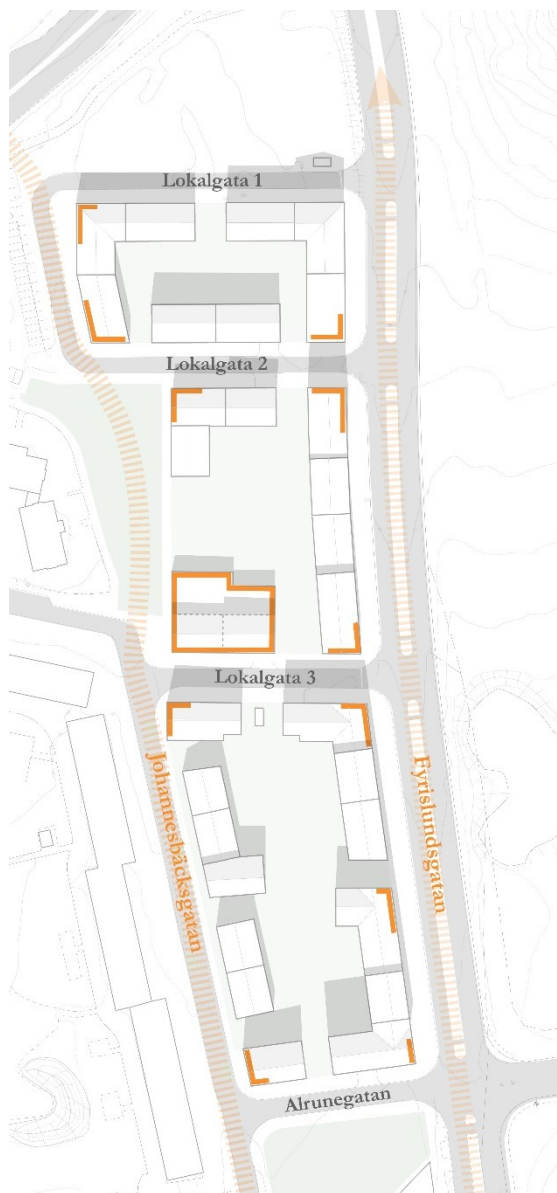 Lokalgata 1
Lokalgata 2
Lokalgata 3
Johannesbäcksgatan
Fyrislundsgatan
Alrunegatan